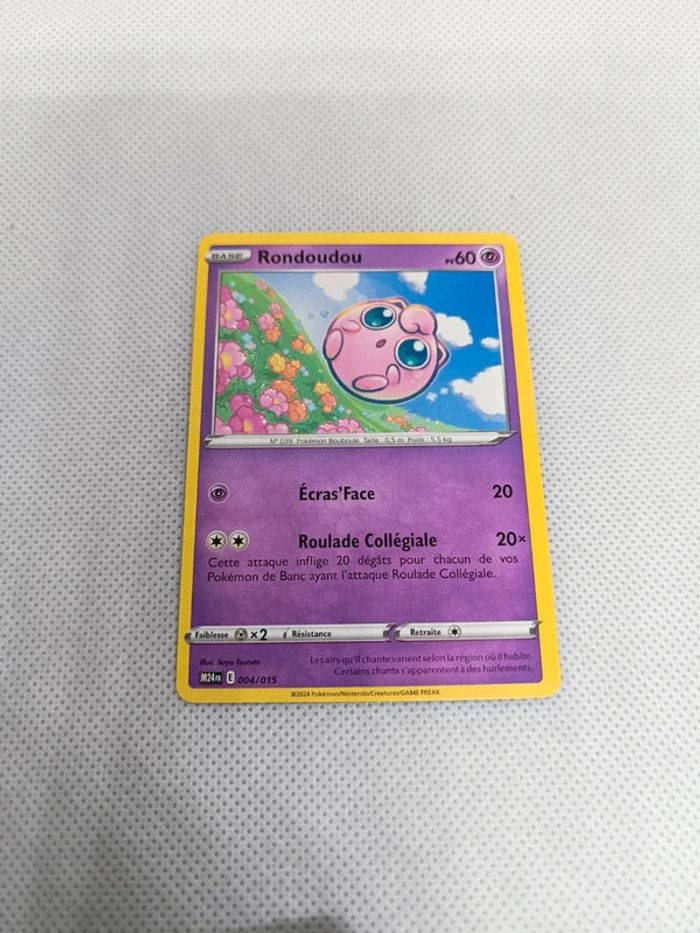 BASE Rondoudou PV60
N° 039 Pokémon Bouboule Taille : 0,5 m Poids : 5,5 kg
Écras'Face 20
Roulade Collégiale 20×
Cette attaque inflige 20 dégâts pour chacun de vos
Pokémon de Banc ayant l'attaque Roulade Collégiale.
Faiblesse ×2 Résistance Retraite
Illus. Saya Tsuruta
Les airs qu'il chante varient selon la région où il habite.
Certains chants s'apparentent à des hurlements.
M24 FR E 004/015
©2024 Pokémon/Nintendo/Creatures/GAME FREAK